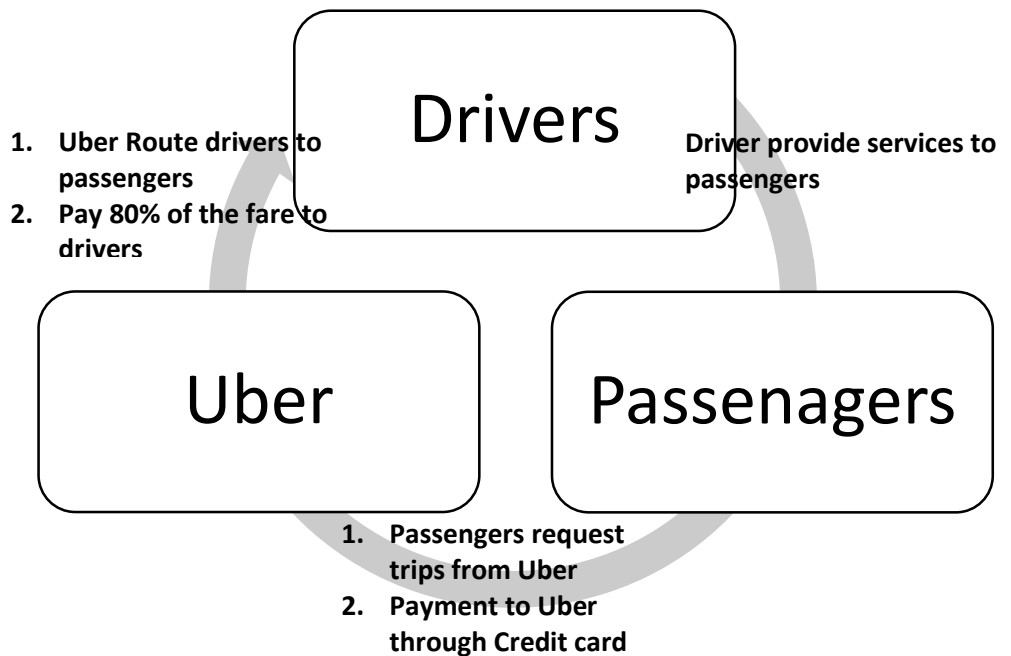 Drivers
1. Uber Route drivers to
passengers
2. Pay 80% of the fare to
drivers
Driver provide services to
passengers
Uber
Passenagers
1. Passengers request
trips from Uber
2. Payment to Uber
through Credit card